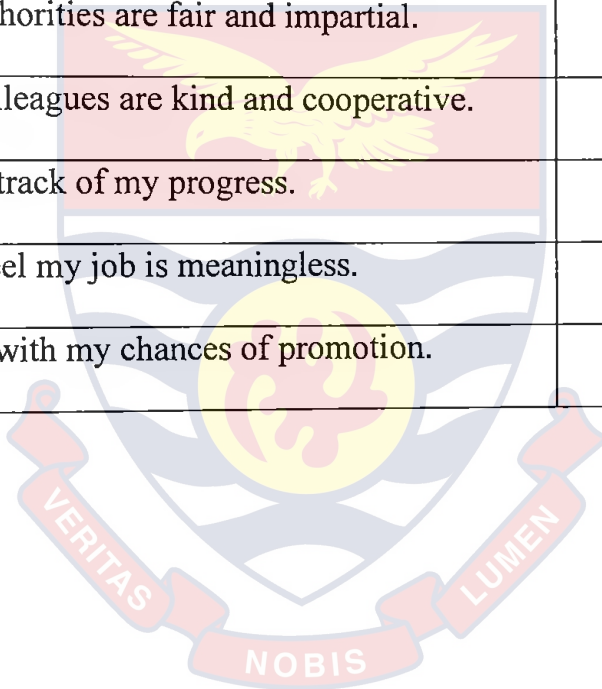 horities are fair and impartial.
lleagues are kind and cooperative.
track of my progress.
el my job is meaningless.
with my chances of promotion.
VERITAS
NOBIS
LUMEN